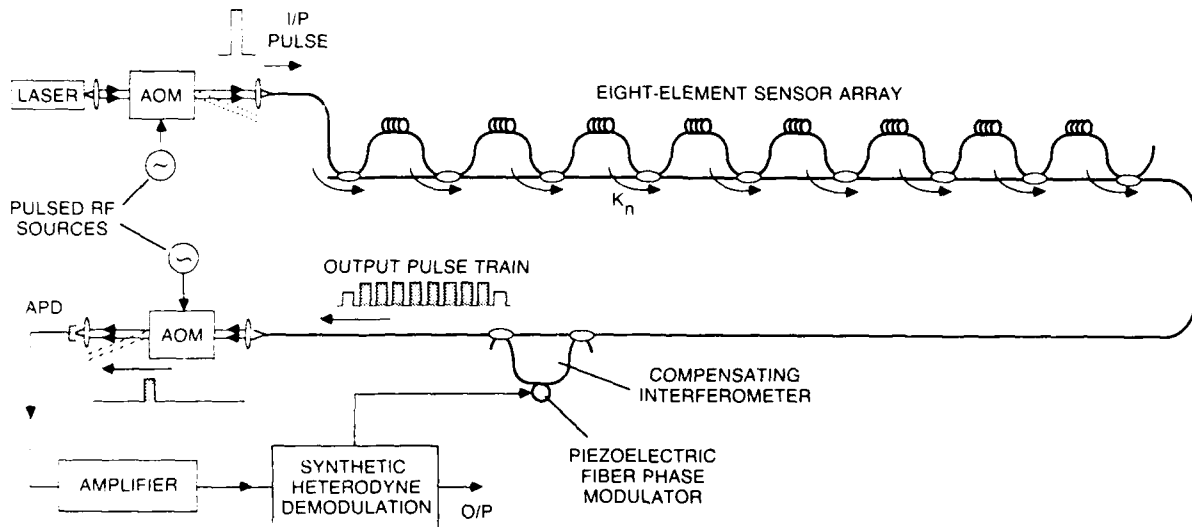 I/P
PULSE
LASER
AOM
EIGHT-ELEMENT SENSOR ARRAY
Kn
PULSED RF
SOURCES
OUTPUT PULSE TRAIN
APD
AOM
COMPENSATING
INTERFEROMETER
PIEZOELECTRIC
FIBER PHASE
MODULATOR
AMPLIFIER
SYNTHETIC
HETERODYNE
DEMODULATION
O/P